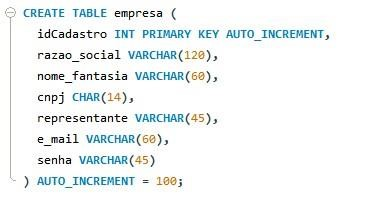 CREATE TABLE empresa (
idCadastro INT PRIMARY KEY AUTO_INCREMENT,
razao_social VARCHAR(120),
nome_fantasia VARCHAR(60),
cnpj CHAR(14),
representante VARCHAR(45),
e_mail VARCHAR(60),
senha VARCHAR(45)
) AUTO_INCREMENT = 100;